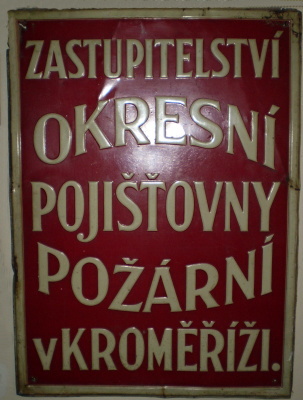 ZASTUPITELSTVÍ
OKRESNÍ
POJIŠŤOVNY
POŽÁRNÍ
v KROMĚŘÍŽI.